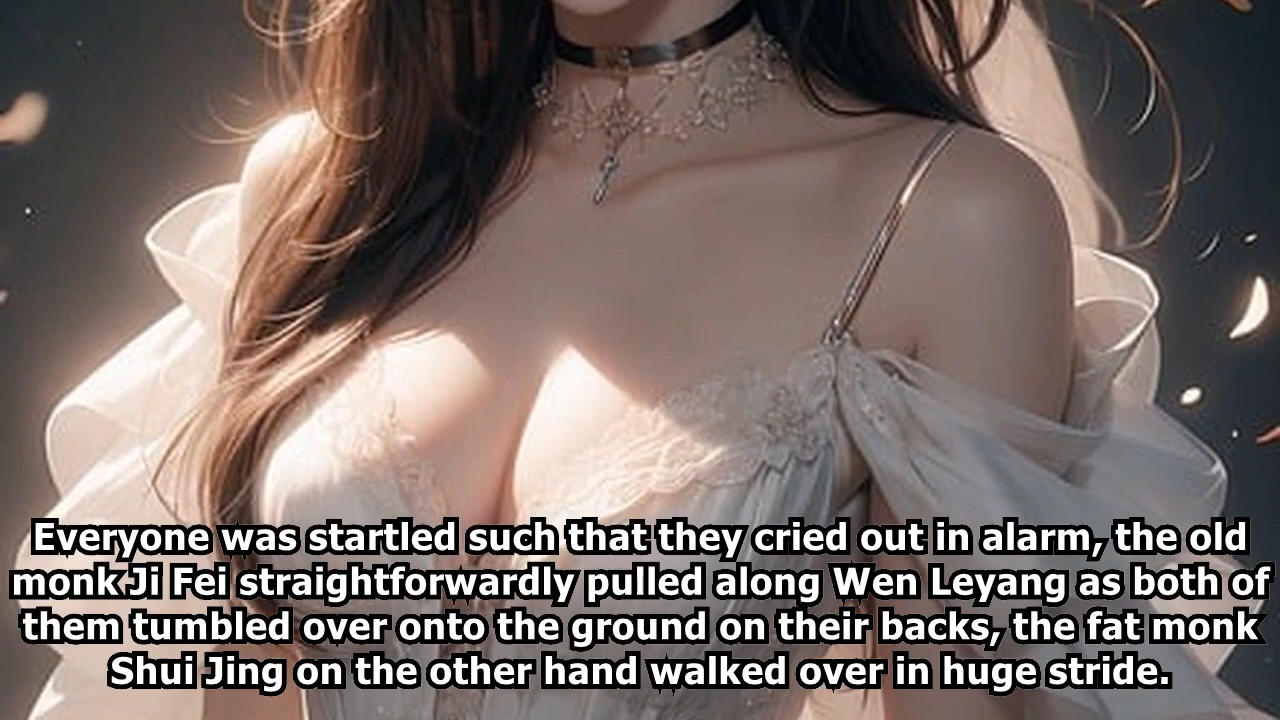 Everyone was startled such that they cried out in alarm, the old
monk Ji Fei straightforwardly pulled along Wen Leyang as both of
them tumbled over onto the ground on their backs, the fat monk
Shui Jing on the other hand walked over in huge stride.